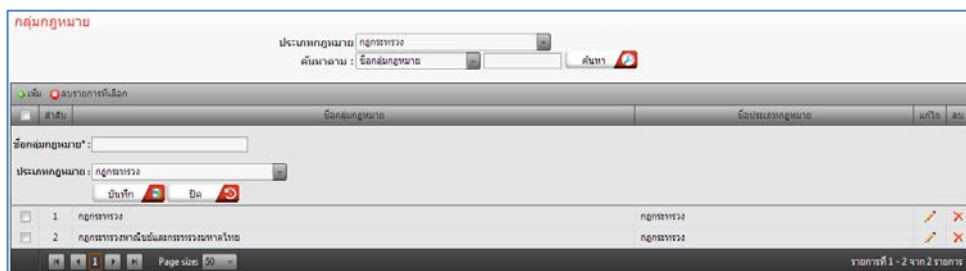 กลุ่มกฎหมาย
ประเภทกฎหมาย กฎกระทรวง
ค้นหาตาม : ชื่อกลุ่มกฎหมาย ค้นหา
เพิ่ม ลบรายการที่เลือก
ลำดับ ชื่อกลุ่มกฎหมาย ชื่อประเภทกฎหมาย แก้ไข ลบ
ชื่อกลุ่มกฎหมาย* :
ประเภทกฎหมาย : กฎกระทรวง
บันทึก ปิด
1 กฎกระทรวง กฎกระทรวง
2 กฎกระทรวงพาณิชย์และกระทรวงมหาดไทย กฎกระทรวง
1 Page size: 50 รายการที่ 1 - 2 จาก 2 รายการ